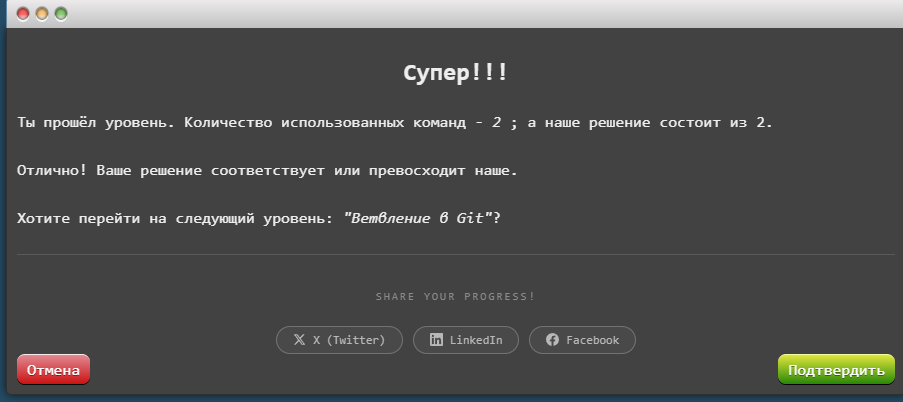 Супер!!!
Ты прошёл уровень. Количество использованных команд - 2 ; а наше решение состоит из 2.
Отлично! Ваше решение соответствует или превосходит наше.
Хотите перейти на следующий уровень: "Ветвление в Git"?
SHARE YOUR PROGRESS!
X (Twitter)
LinkedIn
Facebook
Отмена
Подтвердить